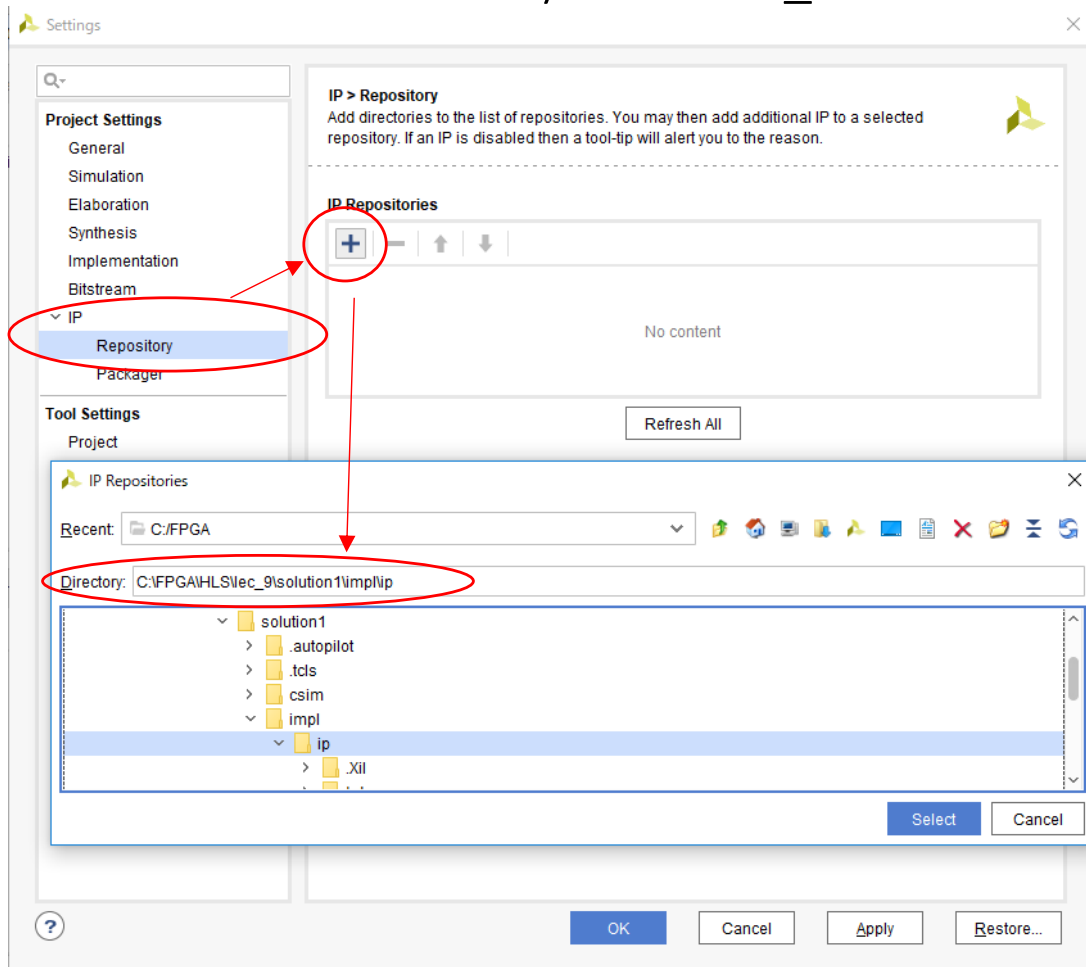 Settings
Project Settings
General
Simulation
Elaboration
Synthesis
Implementation
Bitstream
IP
Repository
Packager
Tool Settings
Project
IP > Repository
Add directories to the list of repositories. You may then add additional IP to a selected
repository. If an IP is disabled then a tool-tip will alert you to the reason.
IP Repositories
No content
Refresh All
IP Repositories
Recent: C:/FPGA
Directory: C:\FPGA\HLS\lec_9\solution1\impl\ip
solution1
.autopilot
.tcls
csim
impl
ip
.Xil
Select Cancel
? OK Cancel Apply Restore...